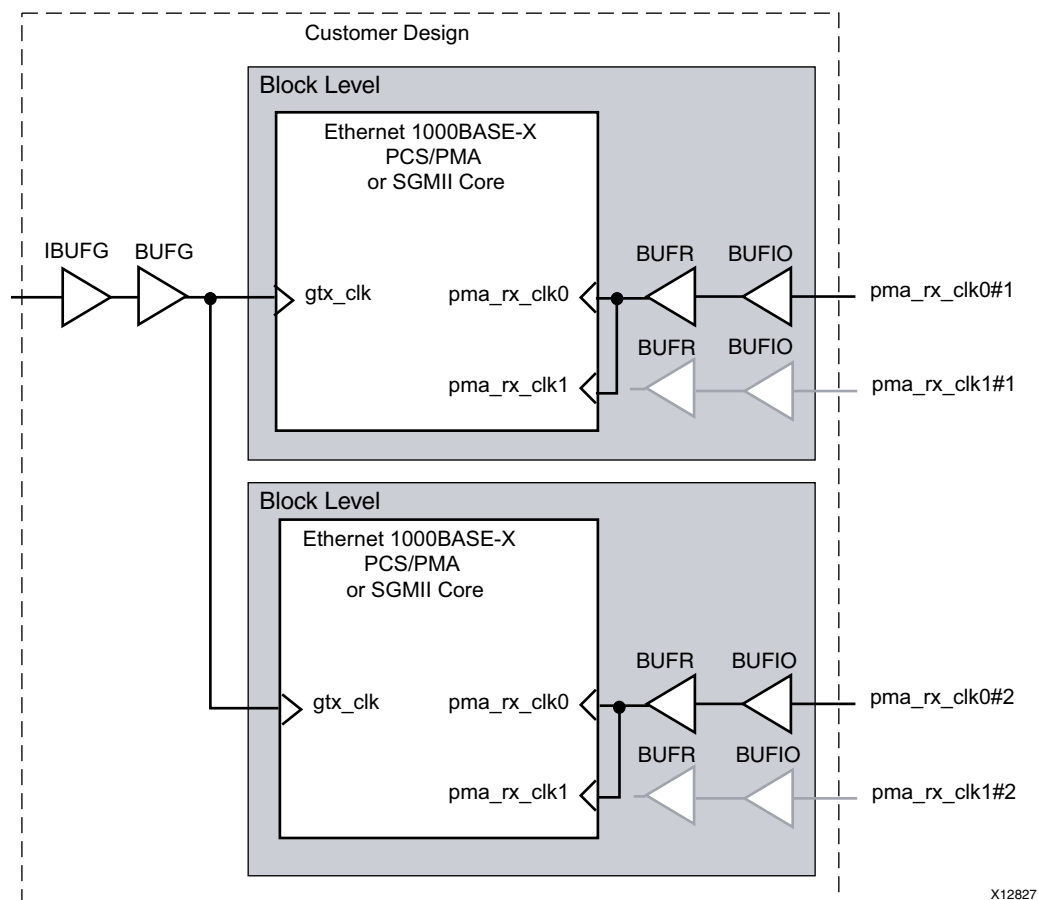 Customer Design
Block Level
Ethernet 1000BASE-X
PCS/PMA
or SGMII Core
IBUFG
BUFG
BUFR
BUFIO
gtx_clk
pma_rx_clk0
pma_rx_clk0#1
BUFR
BUFIO
pma_rx_clk1
pma_rx_clk1#1
Block Level
Ethernet 1000BASE-X
PCS/PMA
or SGMII Core
BUFR
BUFIO
gtx_clk
pma_rx_clk0
pma_rx_clk0#2
BUFR
BUFIO
pma_rx_clk1
pma_rx_clk1#2
X12827